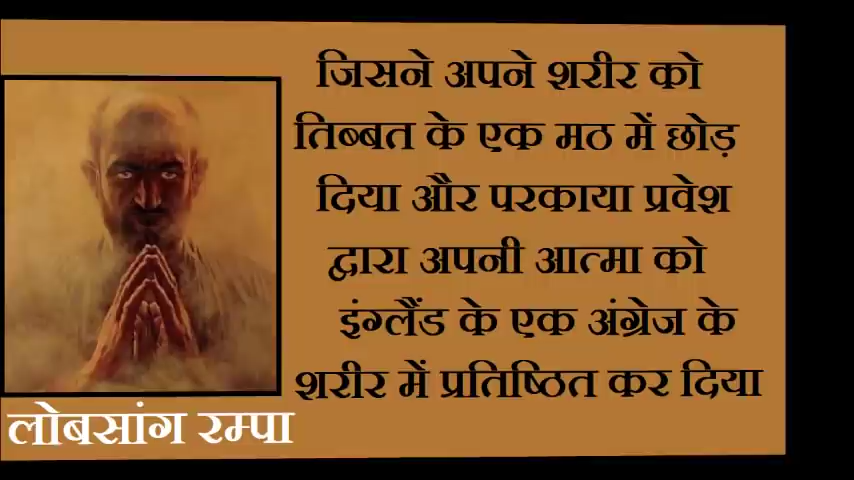 जिसने अपने शरीर को
तिब्बत के एक मठ में छोड़
दिया और परकाया प्रवेश
द्वारा अपनी आत्मा को
इंग्लैंड के एक अंग्रेज के
शरीर में प्रतिष्ठित कर दिया
लोबसांग रम्पा